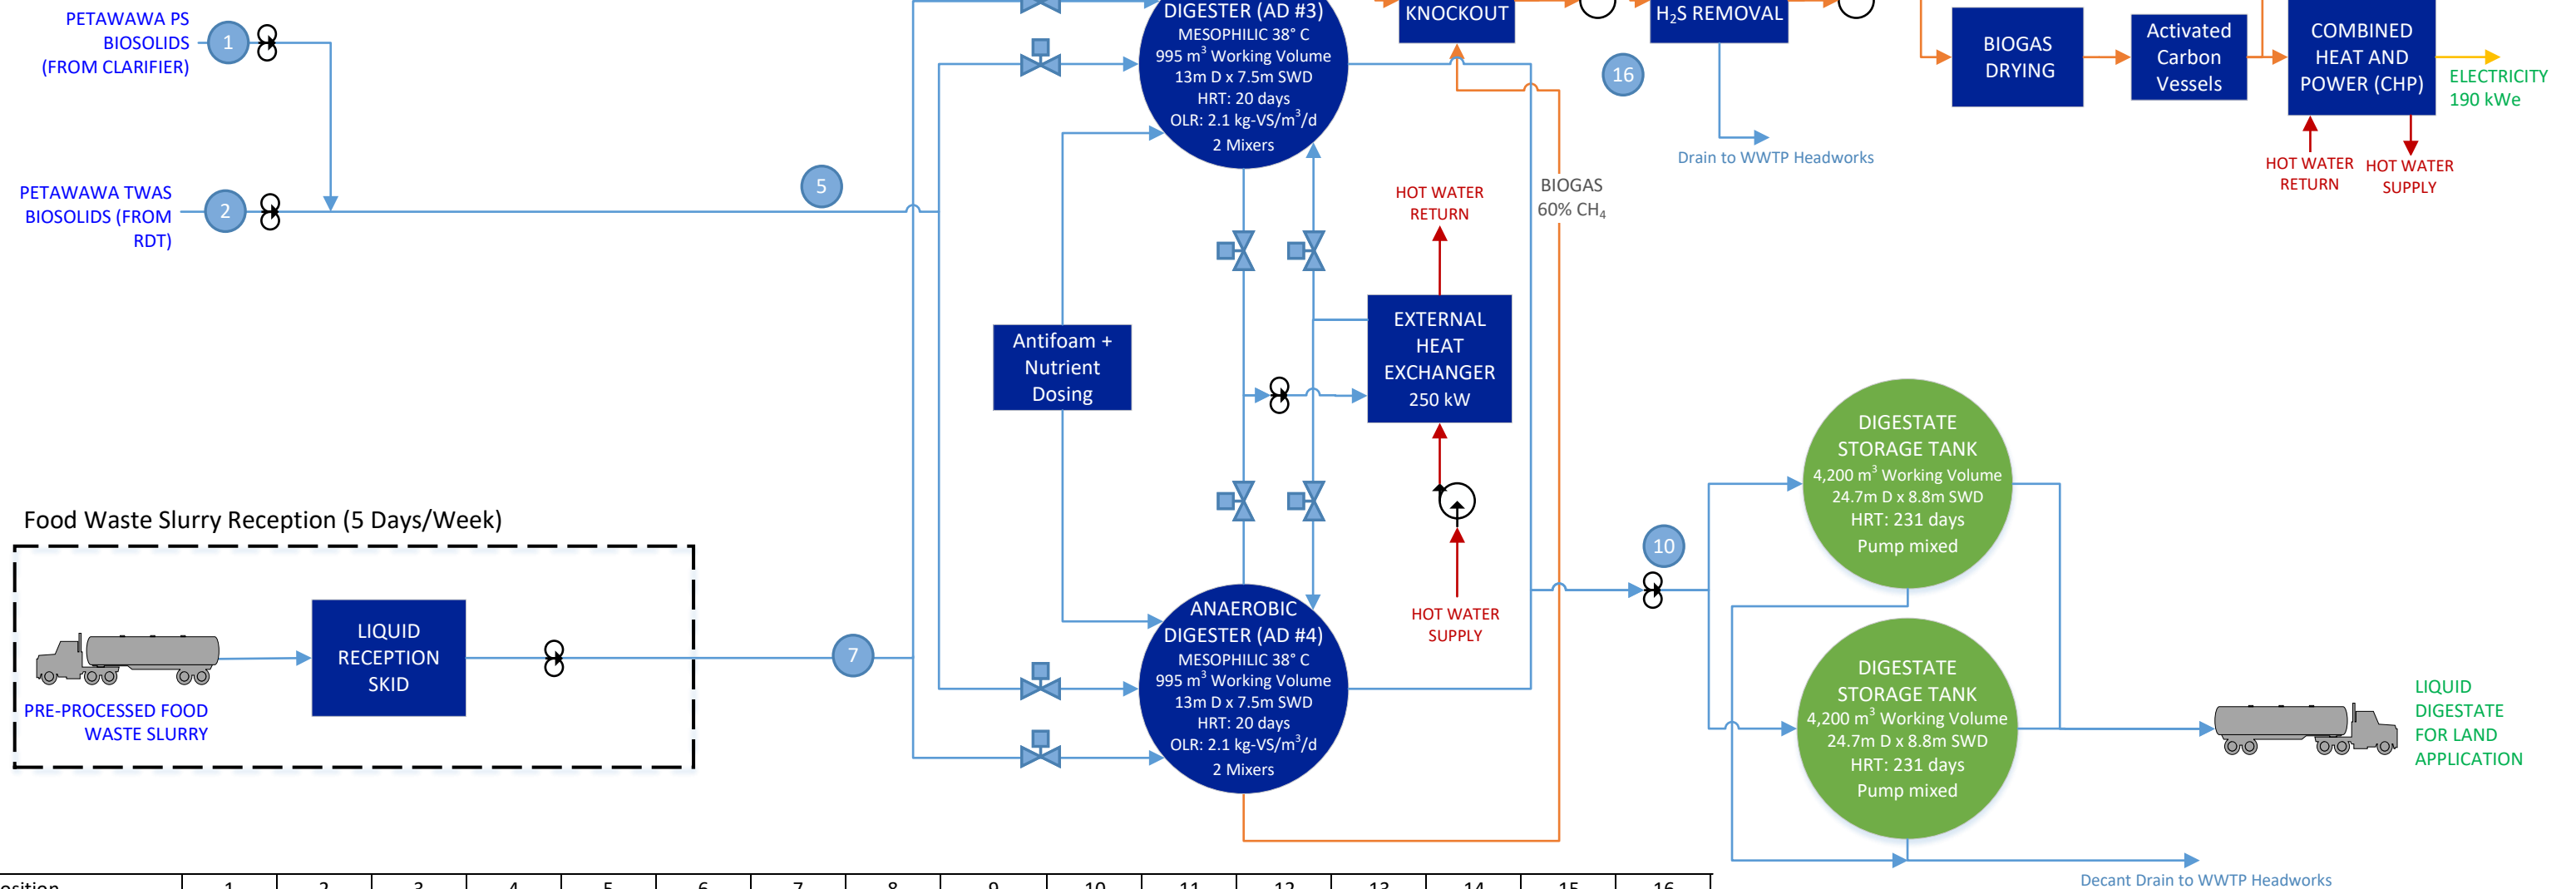 PETAWAWA PS
BIOSOLIDS
(FROM CLARIFIER)
1
PETAWAWA TWAS
BIOSOLIDS (FROM
RDT)
2
5
DIGESTER (AD #3)
MESOPHILIC 38° C
995 m³ Working Volume
13m D x 7.5m SWD
HRT: 20 days
OLR: 2.1 kg-VS/m³/d
2 Mixers
KNOCKOUT
H₂S REMOVAL
16
Drain to WWTP Headworks
BIOGAS
DRYING
Activated
Carbon
Vessels
COMBINED
HEAT AND
POWER (CHP)
ELECTRICITY
190 kWe
HOT WATER
RETURN
HOT WATER
SUPPLY
HOT WATER
RETURN
BIOGAS
60% CH₄
Antifoam +
Nutrient
Dosing
EXTERNAL
HEAT
EXCHANGER
250 kW
HOT WATER
SUPPLY
Food Waste Slurry Reception (5 Days/Week)
PRE-PROCESSED FOOD
WASTE SLURRY
LIQUID
RECEPTION
SKID
7
ANAEROBIC
DIGESTER (AD #4)
MESOPHILIC 38° C
995 m³ Working Volume
13m D x 7.5m SWD
HRT: 20 days
OLR: 2.1 kg-VS/m³/d
2 Mixers
10
DIGESTATE
STORAGE TANK
4,200 m³ Working Volume
24.7m D x 8.8m SWD
HRT: 231 days
Pump mixed
DIGESTATE
STORAGE TANK
4,200 m³ Working Volume
24.7m D x 8.8m SWD
HRT: 231 days
Pump mixed
LIQUID
DIGESTATE
FOR LAND
APPLICATION
Decant Drain to WWTP Headworks
1 2 3 4 5 6 7 8 9 10 11 12 13 14 15 16